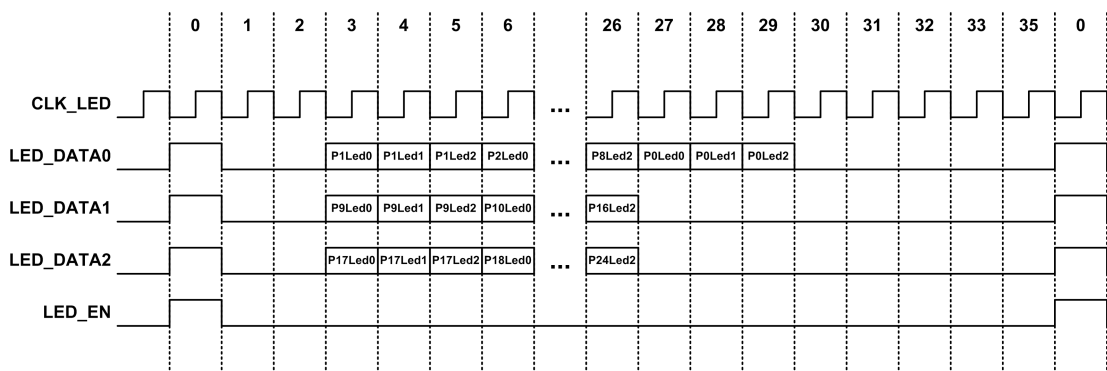 0 1 2 3 4 5 6 26 27 28 29 30 31 32 33 35 0
CLK_LED ...
LED_DATA0 P1Led0 P1Led1 P1Led2 P2Led0 ... P8Led2 P0Led0 P0Led1 P0Led2
LED_DATA1 P9Led0 P9Led1 P9Led2 P10Led0 ... P16Led2
LED_DATA2 P17Led0 P17Led1 P17Led2 P18Led0 ... P24Led2
LED_EN